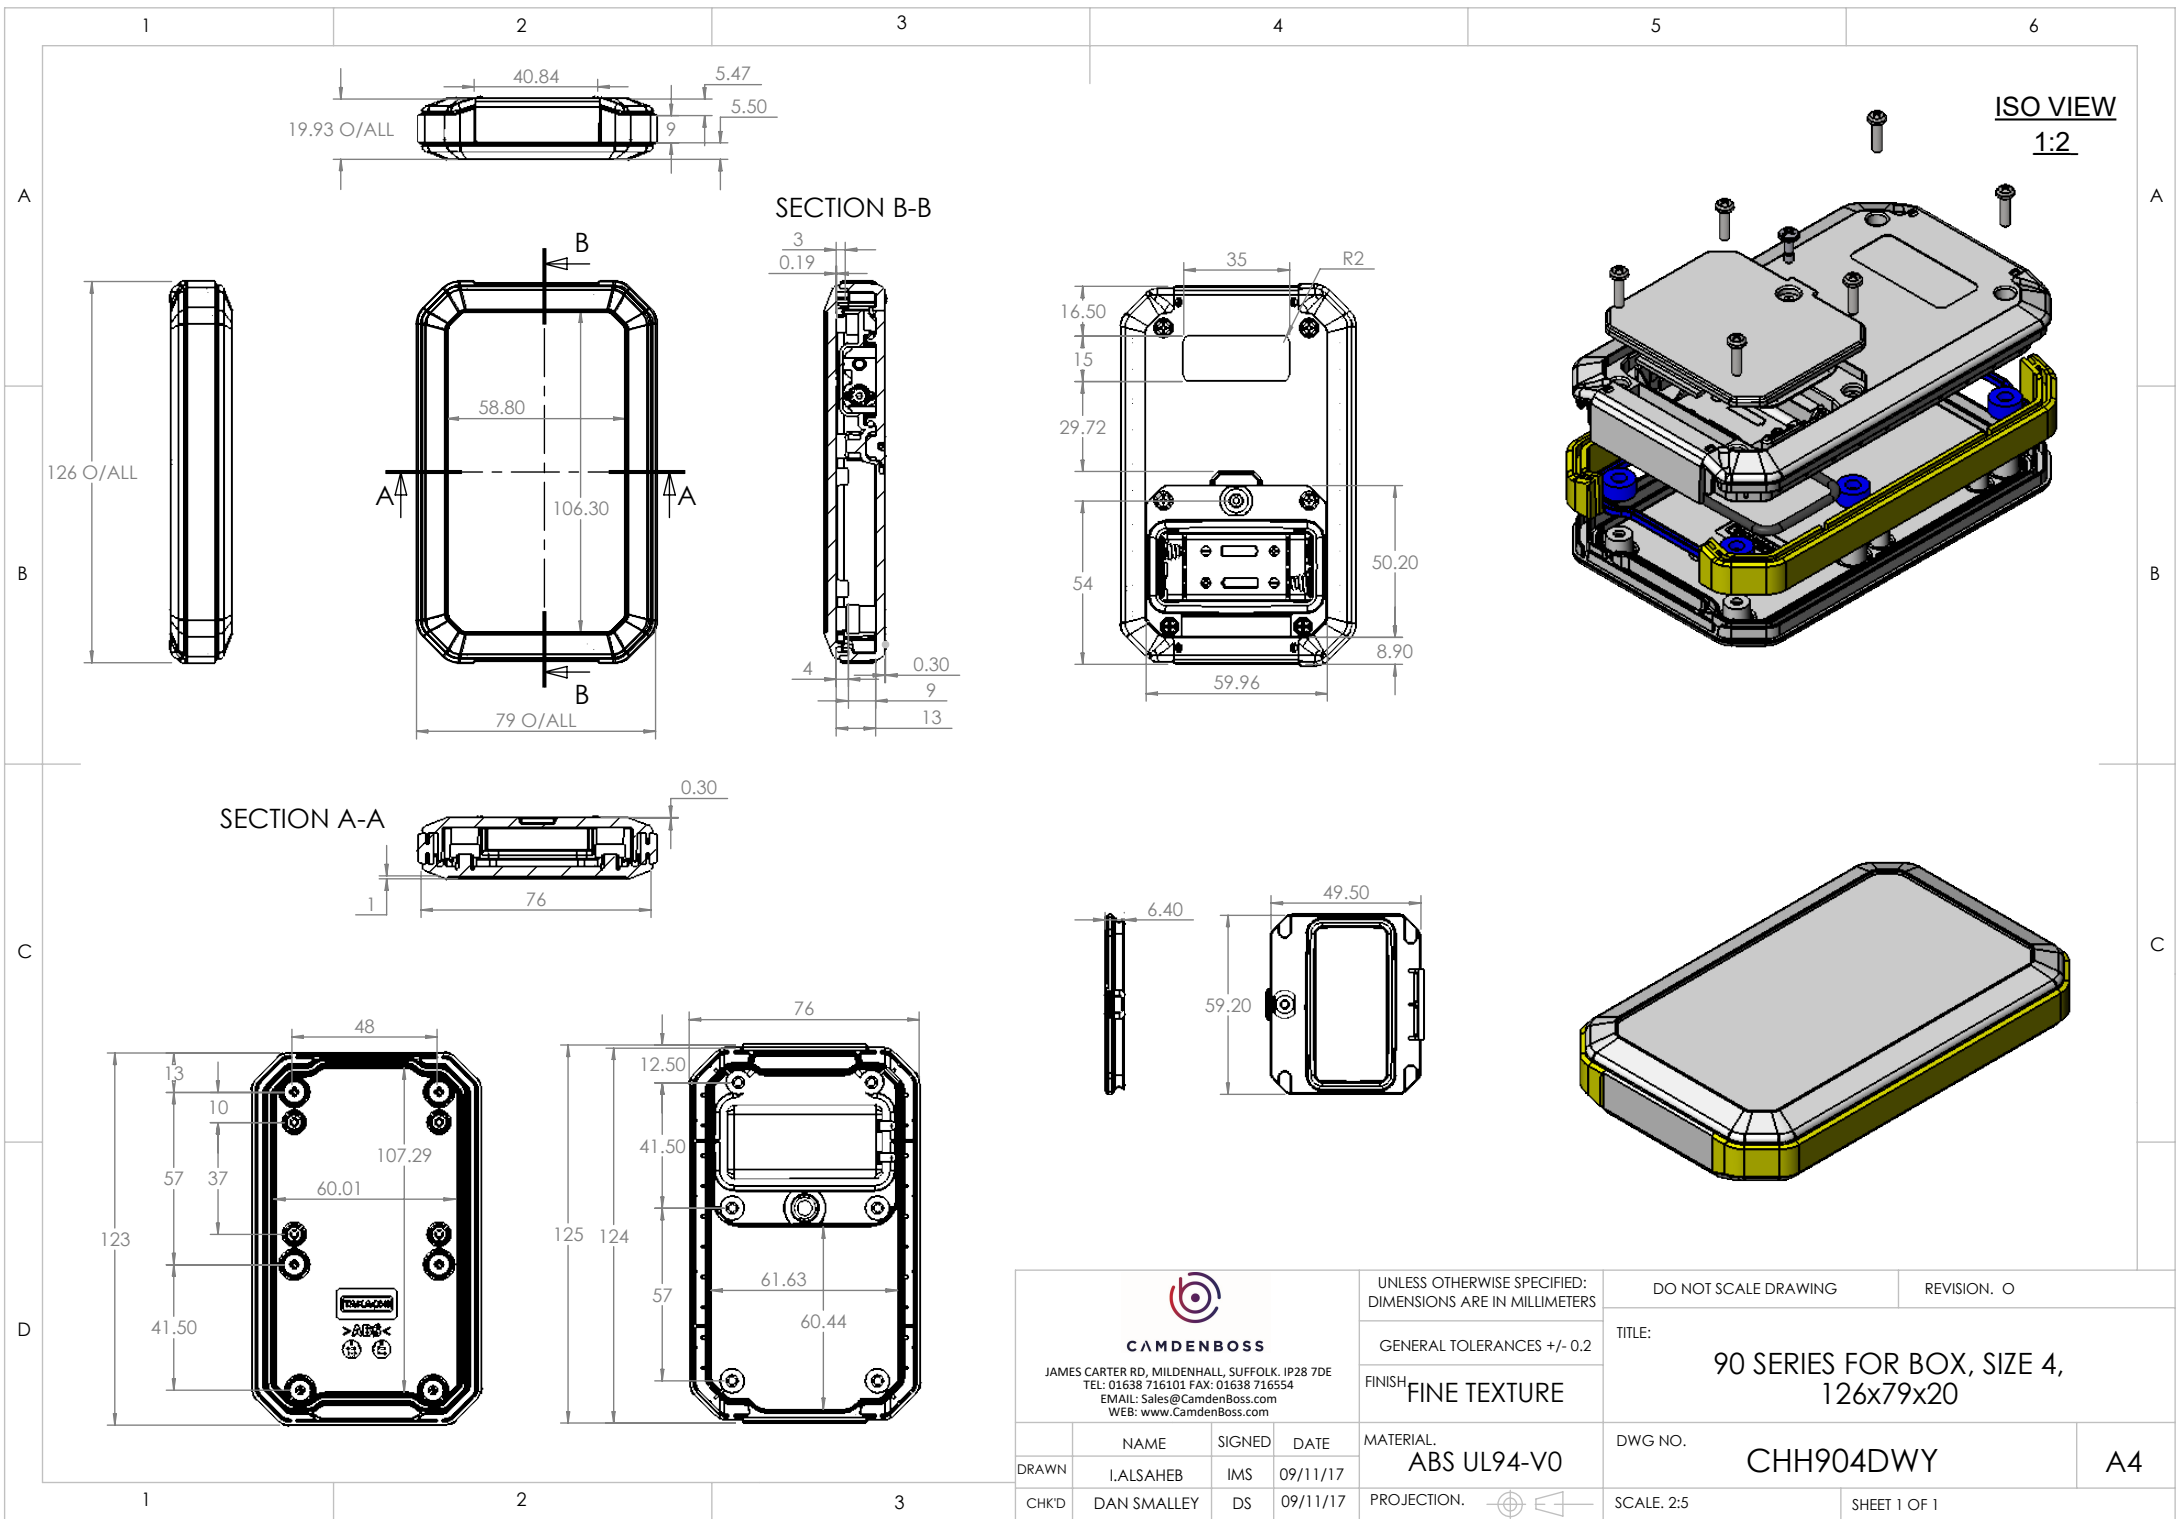 1 2 3 4 5 6
A
B
C
D
A
B
C
1 2 3
40.84
5.47
5.50
9
19.93 O/ALL
ISO VIEW
1:2
SECTION B-B
B
3
0.19
126 O/ALL
58.80
106.30
A A
B
79 O/ALL
4
0.30
9
13
35
R2
16.50
15
29.72
54
50.20
8.90
59.96
SECTION A-A
0.30
1
76
6.40
49.50
59.20
48
13
10
57
37
107.29
60.01
123
41.50
>ABS<
76
12.50
41.50
125
124
61.63
57
60.44
CAMDENBOSS
JAMES CARTER RD, MILDENHALL, SUFFOLK. IP28 7DE
TEL: 01638 716101 FAX: 01638 716554
EMAIL: Sales@CamdenBoss.com
WEB: www.CamdenBoss.com
UNLESS OTHERWISE SPECIFIED:
DIMENSIONS ARE IN MILLIMETERS
GENERAL TOLERANCES +/- 0.2
FINISH FINE TEXTURE
DO NOT SCALE DRAWING
REVISION. O
TITLE:
90 SERIES FOR BOX, SIZE 4,
126x79x20
NAME SIGNED DATE
DRAWN I.ALSAHEB IMS 09/11/17
CHK'D DAN SMALLEY DS 09/11/17
MATERIAL.
ABS UL94-V0
PROJECTION.
DWG NO.
CHH904DWY
A4
SCALE. 2:5
SHEET 1 OF 1